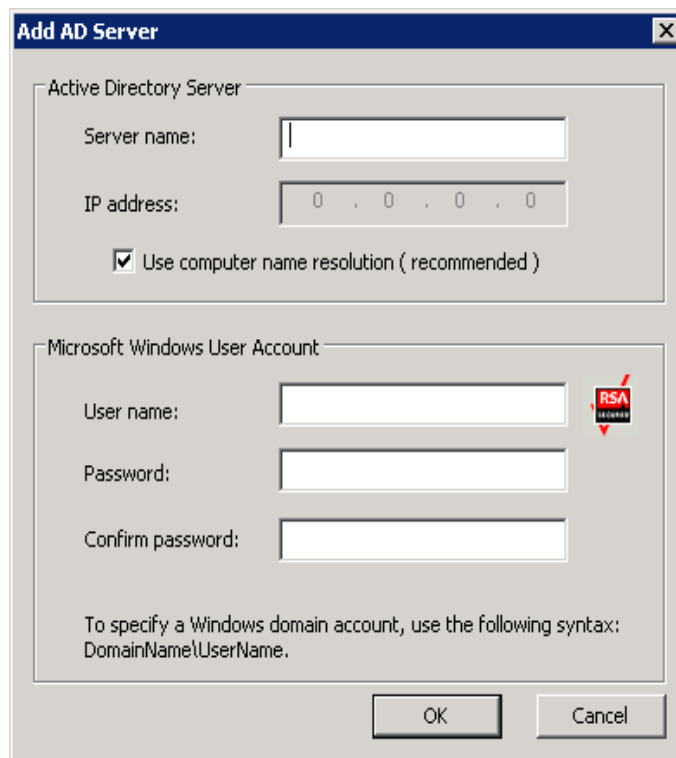 Add AD Server
Active Directory Server
Server name:
IP address:
0 . 0 . 0 . 0
Use computer name resolution ( recommended )
Microsoft Windows User Account
User name:
RSA
SECURED
Password:
Confirm password:
To specify a Windows domain account, use the following syntax:
DomainName\UserName.
OK
Cancel